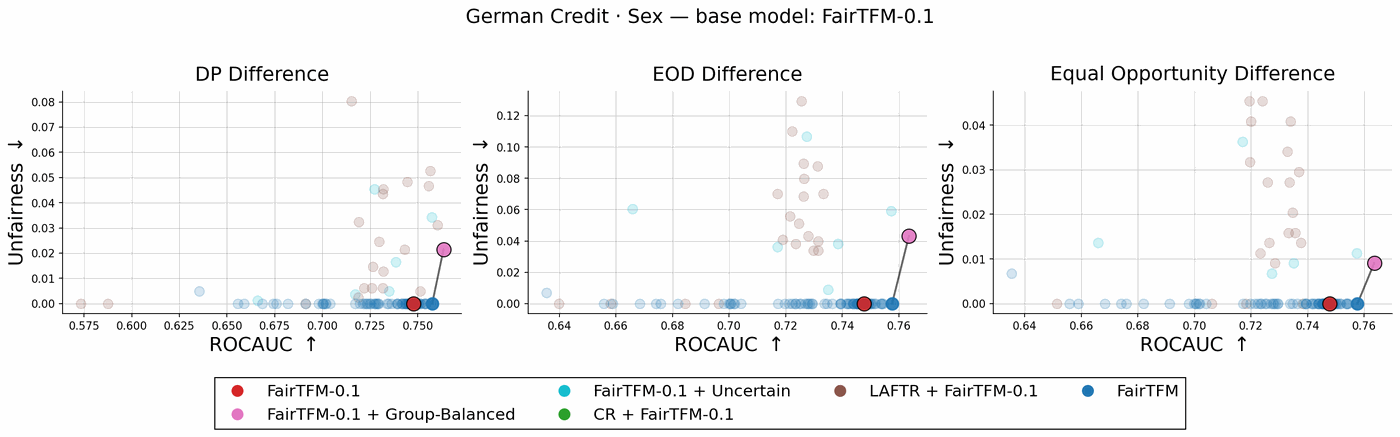 German Credit · Sex — base model: FairTFM-0.1
DP Difference
EOD Difference
Equal Opportunity Difference
Unfairness ↓
0.08
0.07
0.06
0.05
0.04
0.03
0.02
0.01
0.00
0.575 0.600 0.625 0.650 0.675 0.700 0.725 0.750
ROCAUC ↑
Unfairness ↓
0.12
0.10
0.08
0.06
0.04
0.02
0.00
0.64 0.66 0.68 0.70 0.72 0.74 0.76
ROCAUC ↑
Unfairness ↓
0.04
0.03
0.02
0.01
0.00
0.64 0.66 0.68 0.70 0.72 0.74 0.76
ROCAUC ↑
FairTFM-0.1
FairTFM-0.1 + Group-Balanced
FairTFM-0.1 + Uncertain
CR + FairTFM-0.1
LAFTR + FairTFM-0.1
FairTFM